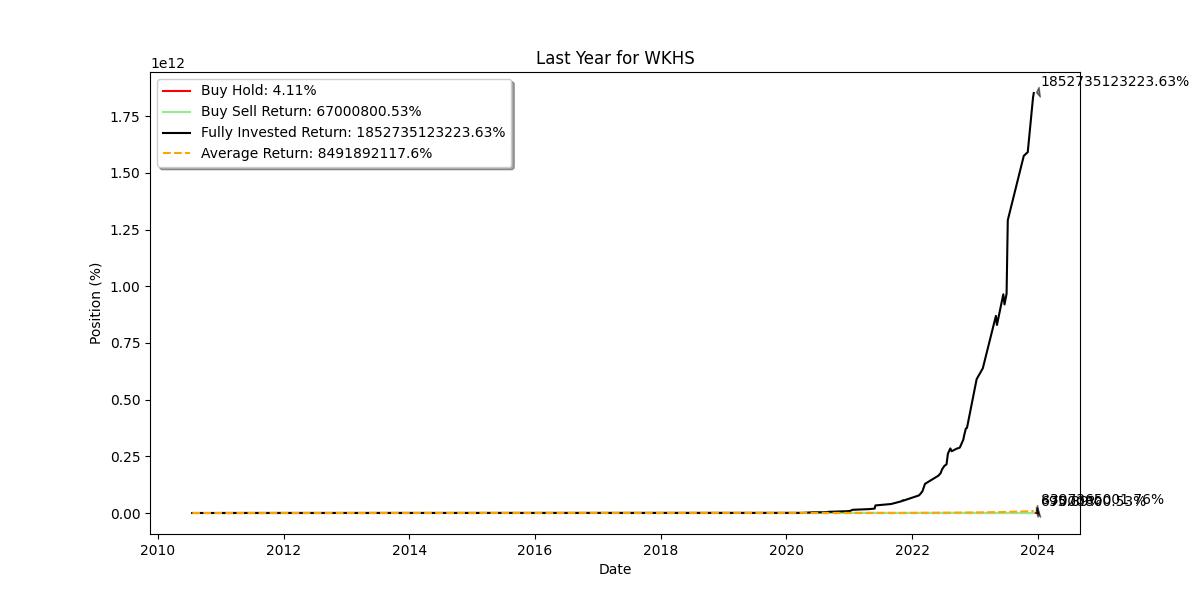 Last Year for WKHS
1e12
Buy Hold: 4.11%
Buy Sell Return: 67000800.53%
Fully Invested Return: 1852735123223.63%
Average Return: 8491892117.6%
1852735123223.63%
1.75
1.50
1.25
1.00
0.75
0.50
0.25
0.00
Position (%)
2010
2012
2014
2016
2018
2020
2022
2024
Date